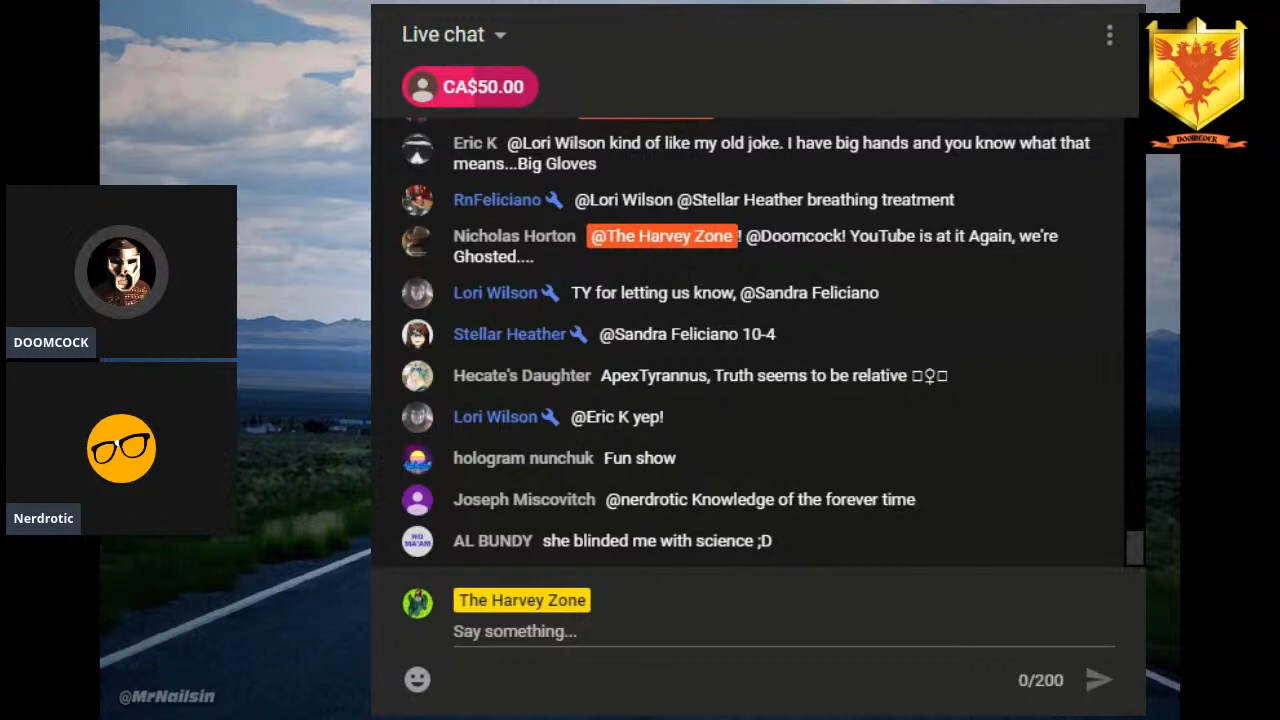 Live chat
CA$50.00
DOOMCOCK
Eric K @Lori Wilson kind of like my old joke. I have big hands and you know what that
means...Big Gloves
RnFeliciano @Lori Wilson @Stellar Heather breathing treatment
Nicholas Horton @The Harvey Zone! @Doomcock! YouTube is at it Again, we're
Ghosted....
Lori Wilson TY for letting us know, @Sandra Feliciano
Stellar Heather @Sandra Feliciano 10-4
DOOMCOCK
Hecate's Daughter ApexTyrannus, Truth seems to be relative □♀□
Lori Wilson @Eric K yep!
hologram nunchuk Fun show
Joseph Miscovitch @nerdrotic Knowledge of the forever time
Nerdrotic
NO
MA'AM
AL BUNDY she blinded me with science ;D
The Harvey Zone
Say something...
0/200
@MrNailsin